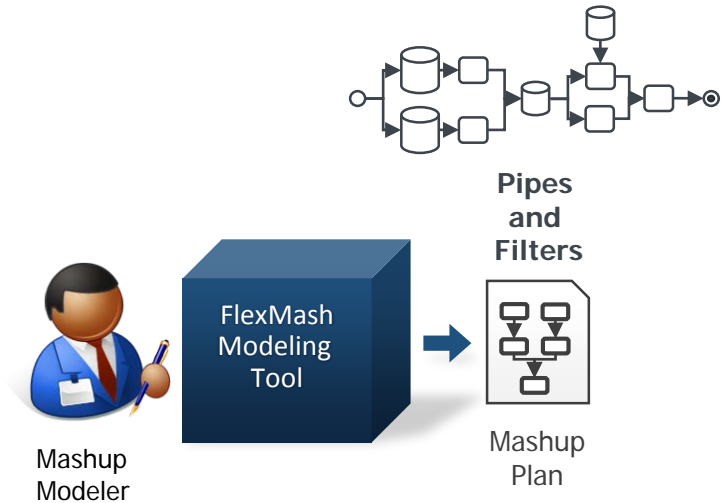 Pipes
and
Filters
FlexMash
Modeling
Tool
Mashup
Modeler
Mashup
Plan